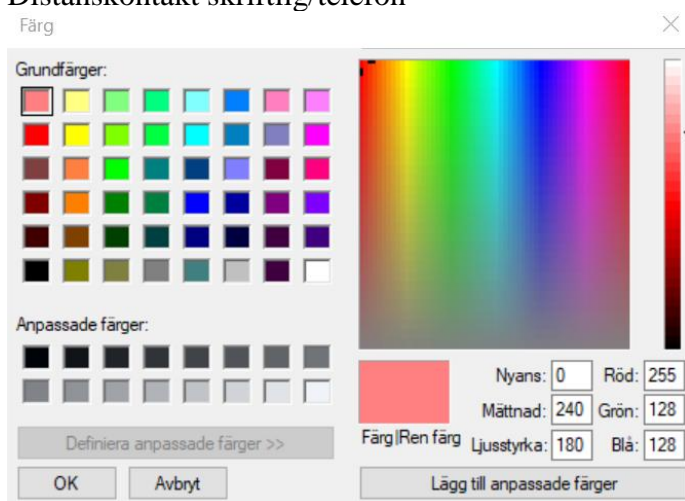 Distanskontakt skriftlig/telefon
Färg
Grundfärger:
Anpassade färger:
Definiera anpassade färger >>
OK
Avbryt
Färg|Ren färg
Nyans: 0
Röd: 255
Mättnad: 240
Grön: 128
Ljusstyrka: 180
Blå: 128
Lägg till anpassade färger